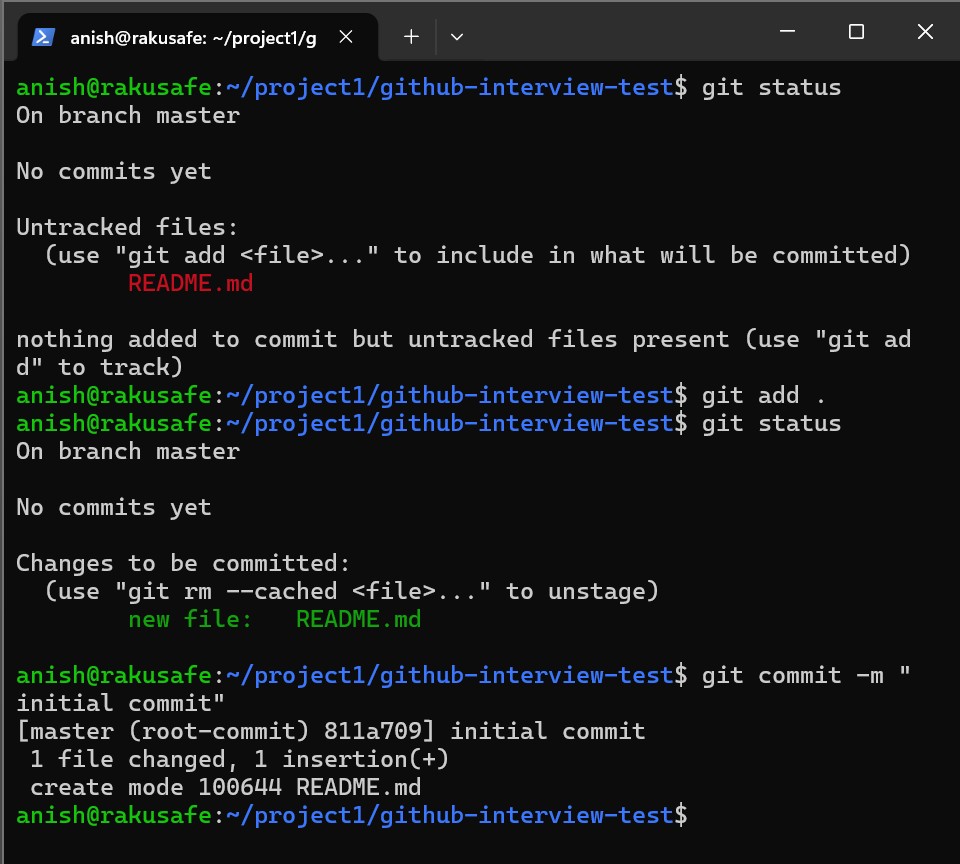 anish@rakusafe: ~/project1/g
anish@rakusafe:~/project1/github-interview-test$ git status
On branch master
No commits yet
Untracked files:
  (use "git add <file>..." to include in what will be committed)
        README.md
nothing added to commit but untracked files present (use "git ad
d" to track)
anish@rakusafe:~/project1/github-interview-test$ git add .
anish@rakusafe:~/project1/github-interview-test$ git status
On branch master
No commits yet
Changes to be committed:
  (use "git rm --cached <file>..." to unstage)
        new file:   README.md
anish@rakusafe:~/project1/github-interview-test$ git commit -m "
initial commit"
[master (root-commit) 811a709] initial commit
 1 file changed, 1 insertion(+)
 create mode 100644 README.md
anish@rakusafe:~/project1/github-interview-test$